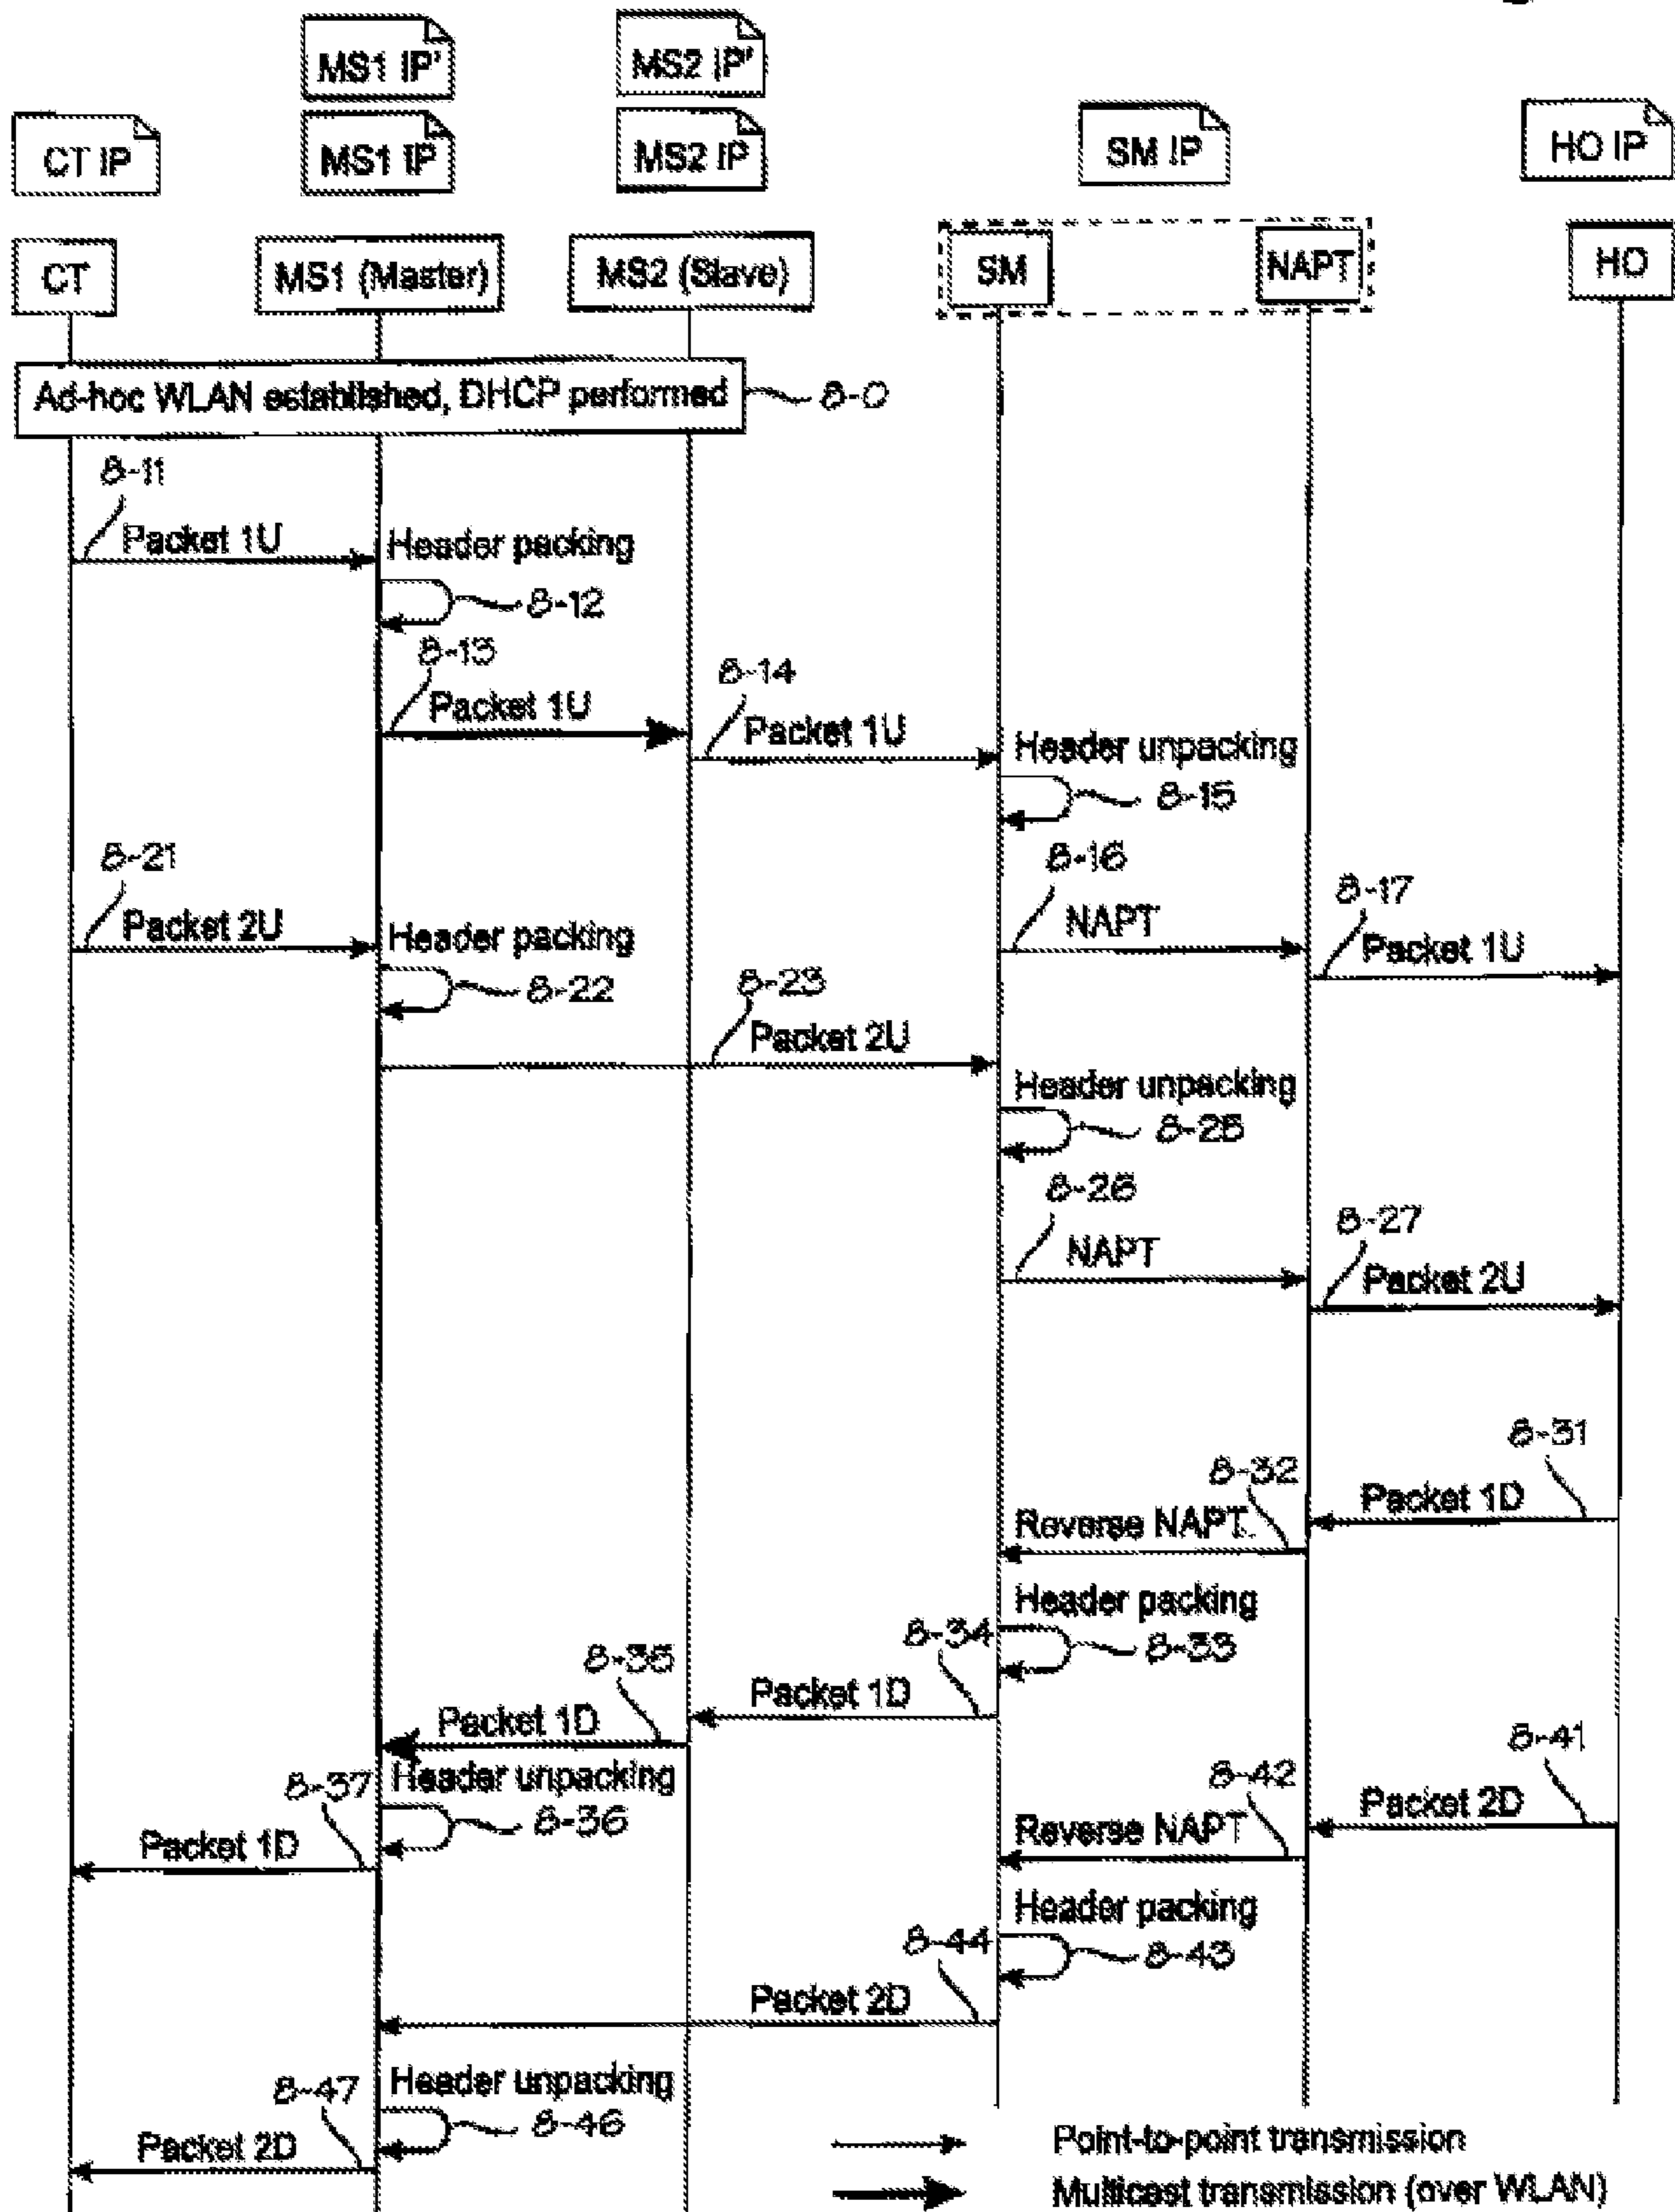 MS1 IP'
MS2 IP'
CT IP
MS1 IP
MS2 IP
SM IP
HO IP
CT
MS1 (Master)
MS2 (Slave)
SM
NAPT
HO
Ad-hoc WLAN established, DHCP performed
8-0
8-11
Packet 1U
Header packing
8-12
8-13
Packet 1U
8-14
Packet 1U
Header unpacking
8-15
8-21
Packet 2U
Header packing
8-22
8-16
NAPT
8-17
Packet 1U
8-23
Packet 2U
Header unpacking
8-25
8-26
NAPT
8-27
Packet 2U
8-31
Packet 1D
8-32
Reverse NAPT
Header packing
8-33
8-34
Packet 1D
8-35
Packet 1D
Header unpacking
8-36
8-37
Packet 1D
8-41
Packet 2D
8-42
Reverse NAPT
Header packing
8-43
8-44
Packet 2D
Header unpacking
8-46
8-47
Packet 2D
Point-to-point transmission
Multicast transmission (over WLAN)